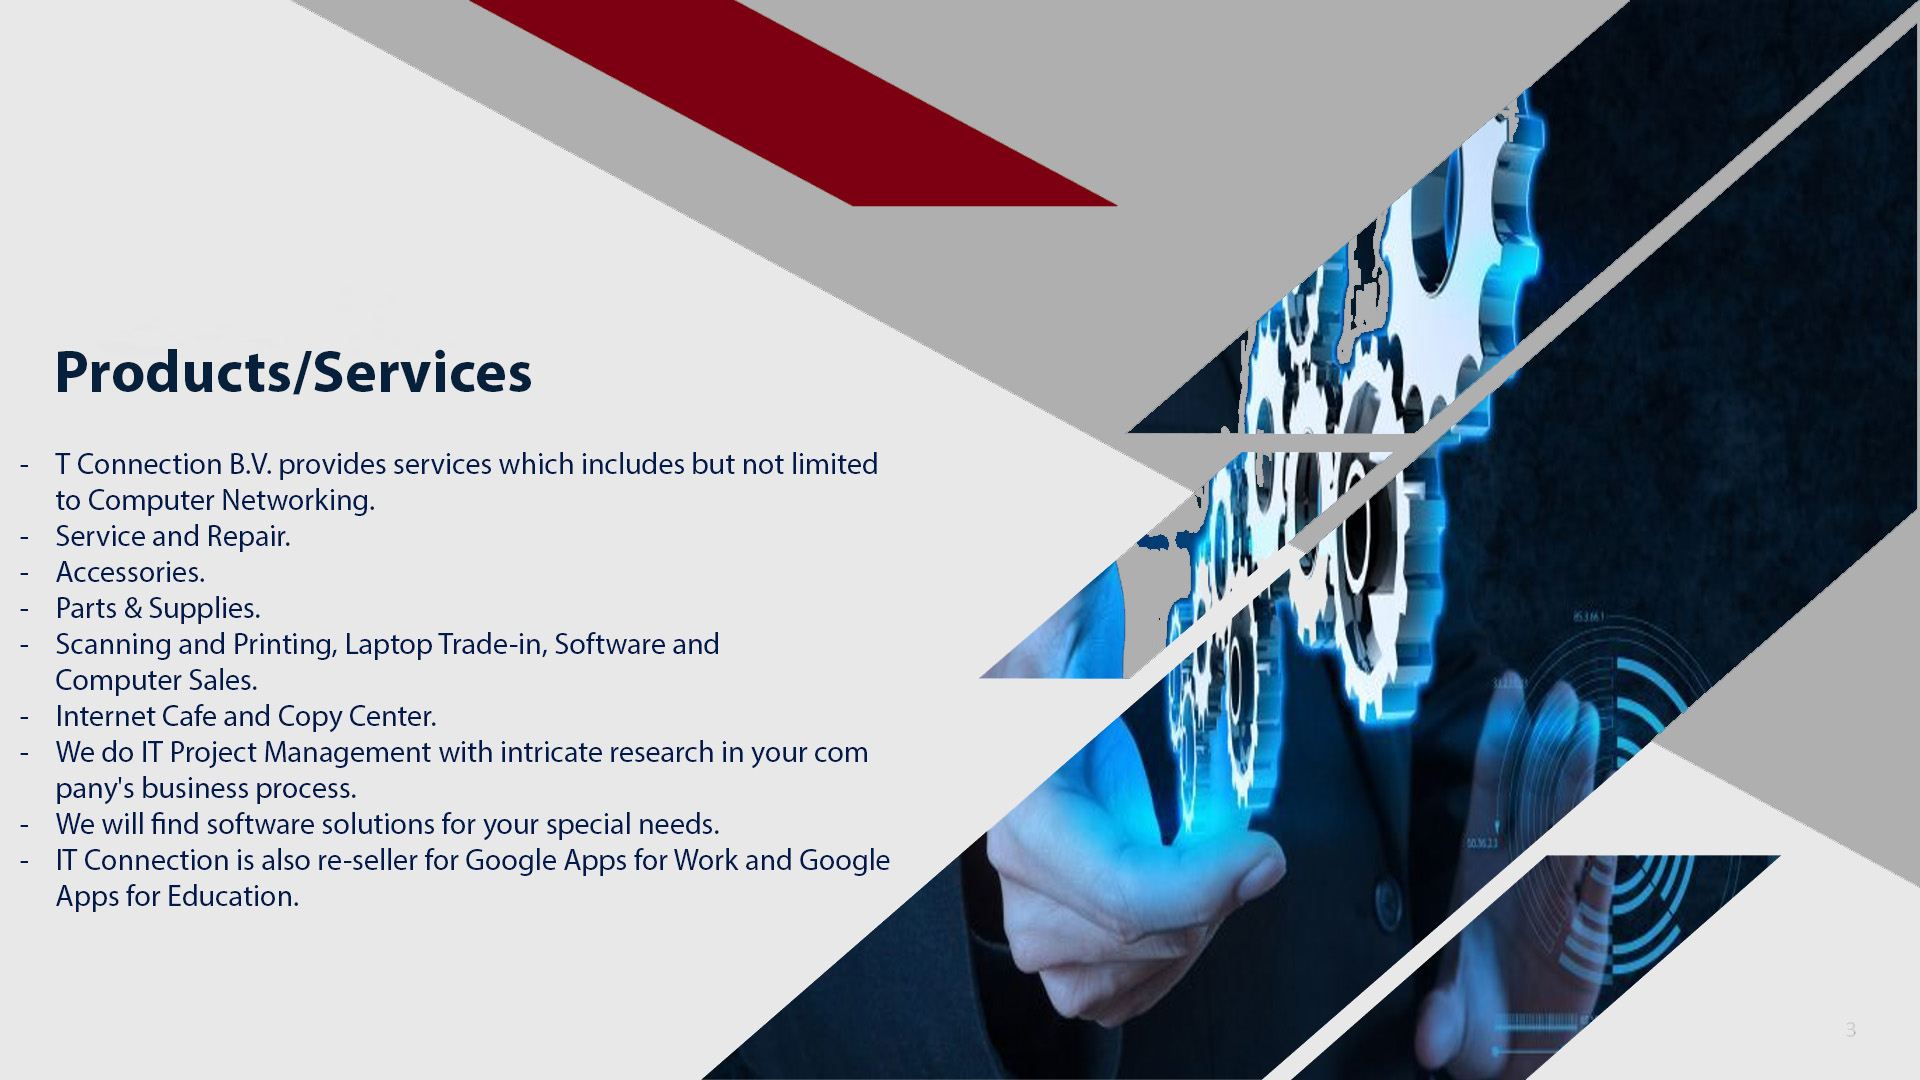 Products/Services
- T Connection B.V. provides services which includes but not limited
to Computer Networking.
- Service and Repair.
- Accessories.
- Parts & Supplies.
- Scanning and Printing, Laptop Trade-in, Software and
Computer Sales.
- Internet Cafe and Copy Center.
- We do IT Project Management with intricate research in your com
pany's business process.
- We will find software solutions for your special needs.
- IT Connection is also re-seller for Google Apps for Work and Google
Apps for Education.
3